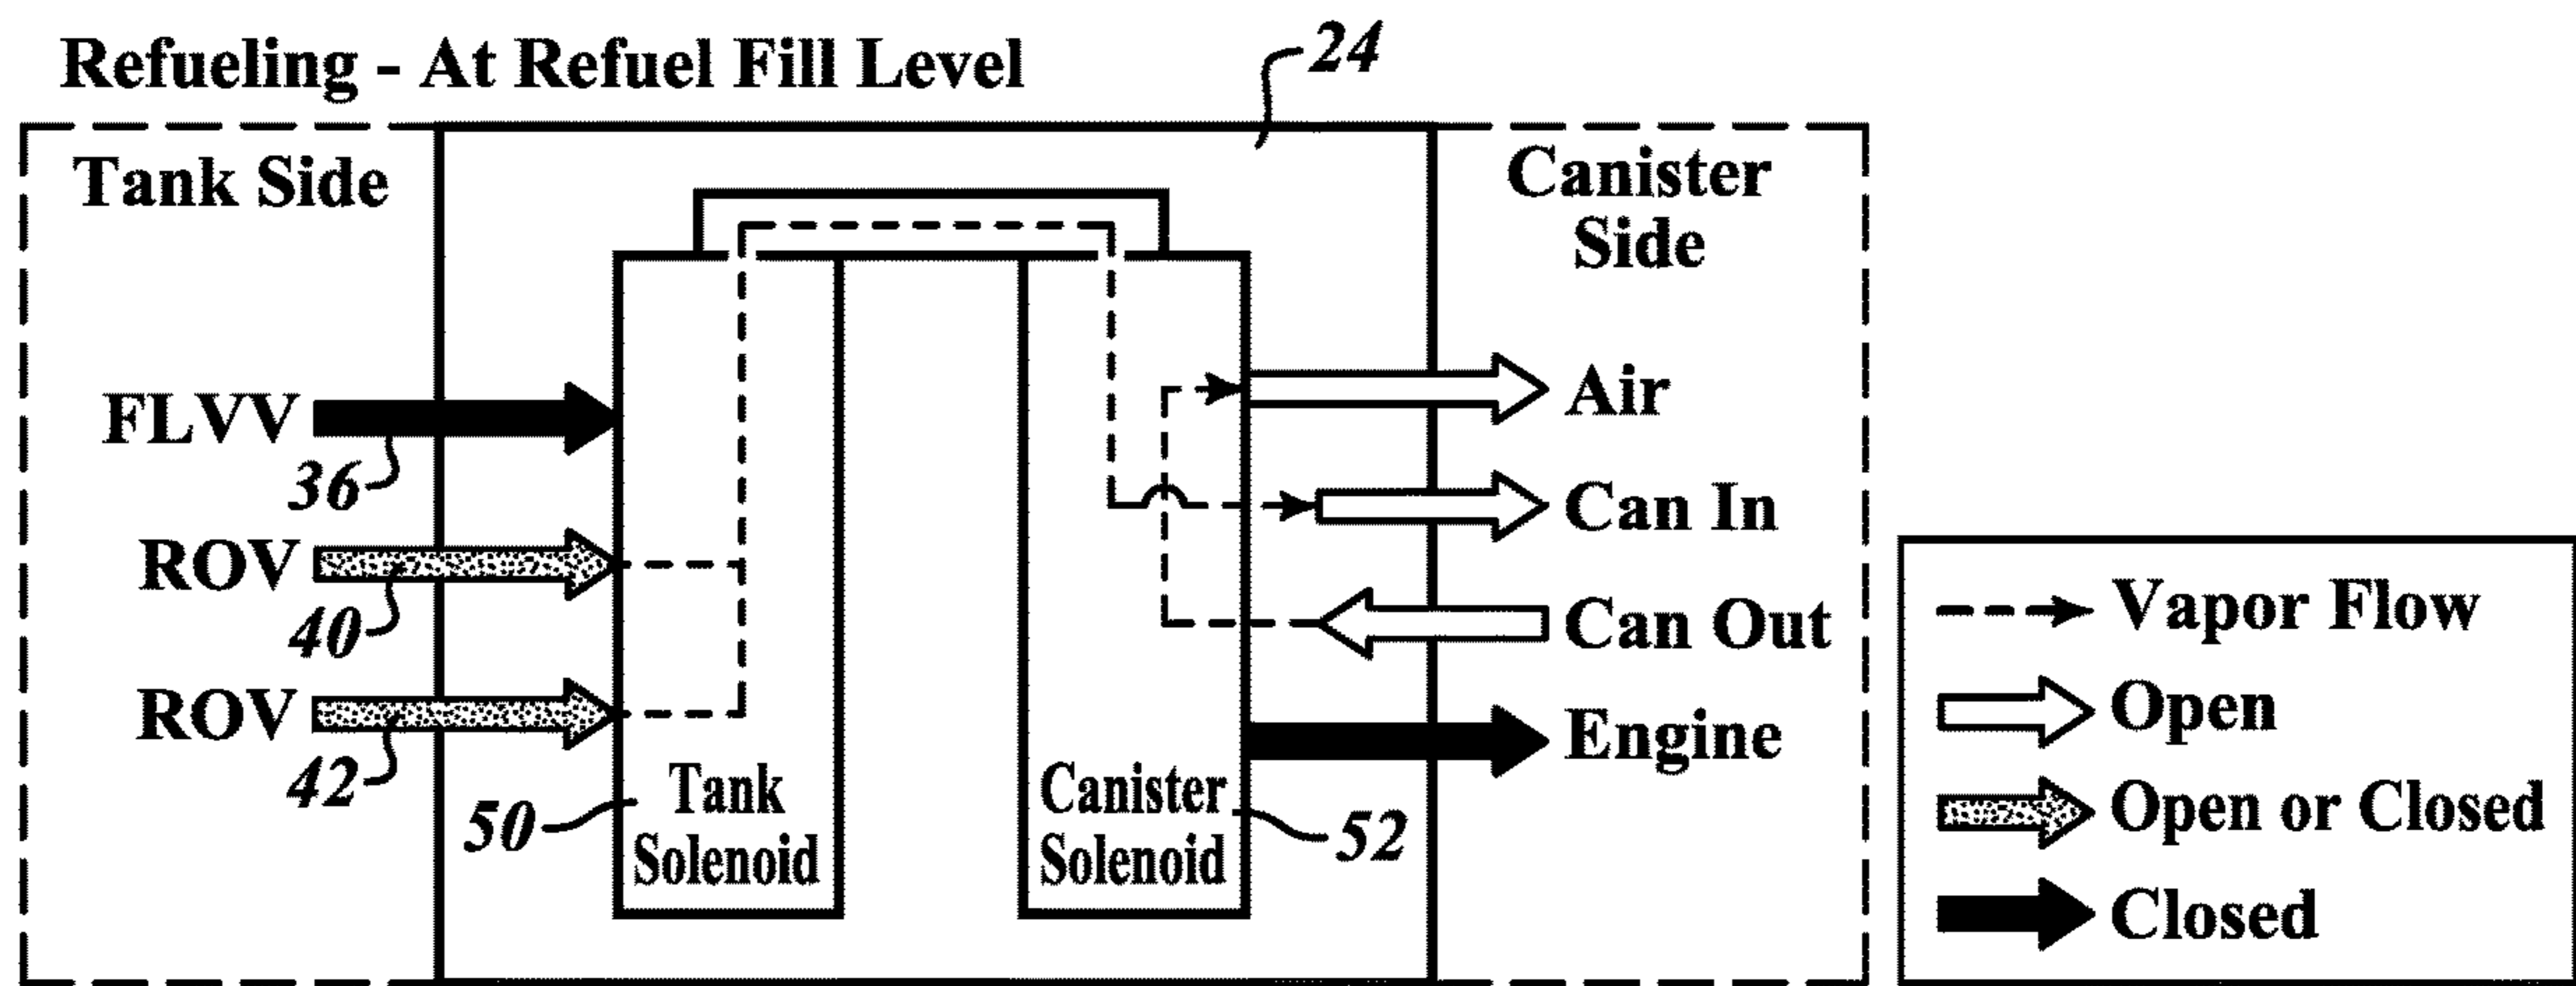 Refueling - At Refuel Fill Level
24
Tank Side
Canister
Side
FLVV
36
ROV
40
ROV
42
50
Tank
Solenoid
Canister
Solenoid
52
Air
Can In
Can Out
Engine
Vapor Flow
Open
Open or Closed
Closed